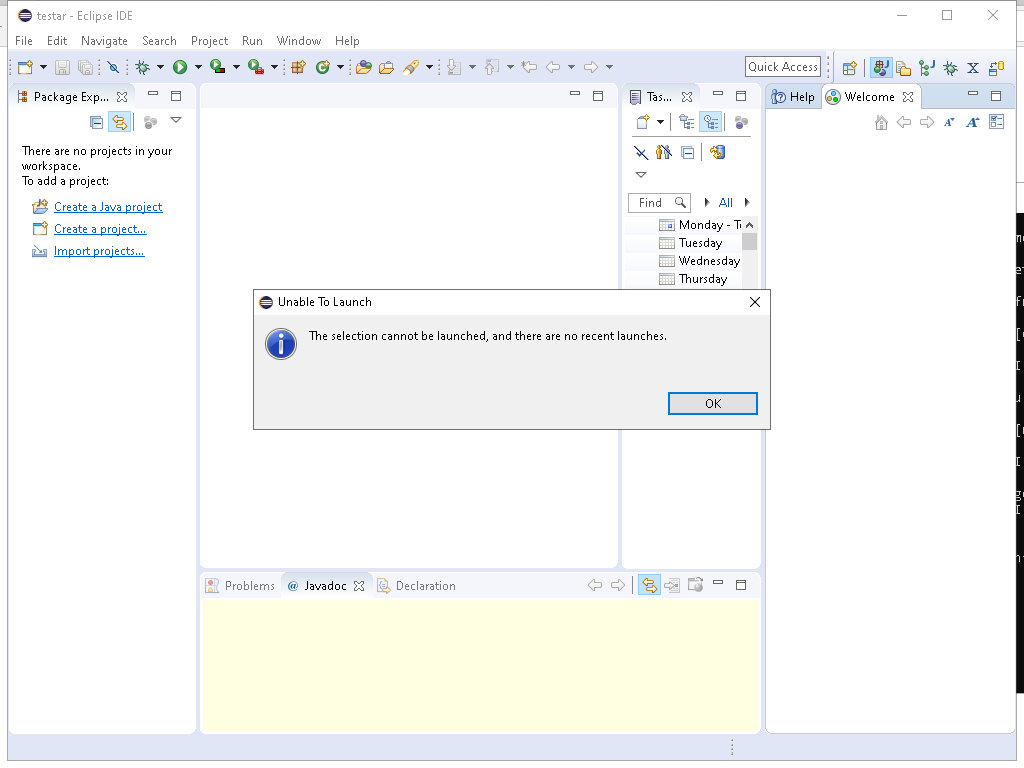 testar - Eclipse IDE
File Edit Navigate Search Project Run Window Help
Quick Access
Package Exp...
There are no projects in your
workspace.
To add a project:
Create a Java project
Create a project...
Import projects...
Tas...
Find
All
Monday - T
Tuesday
Wednesday
Thursday
Help
Welcome
Unable To Launch
The selection cannot be launched, and there are no recent launches.
OK
Problems
@ Javadoc
Declaration